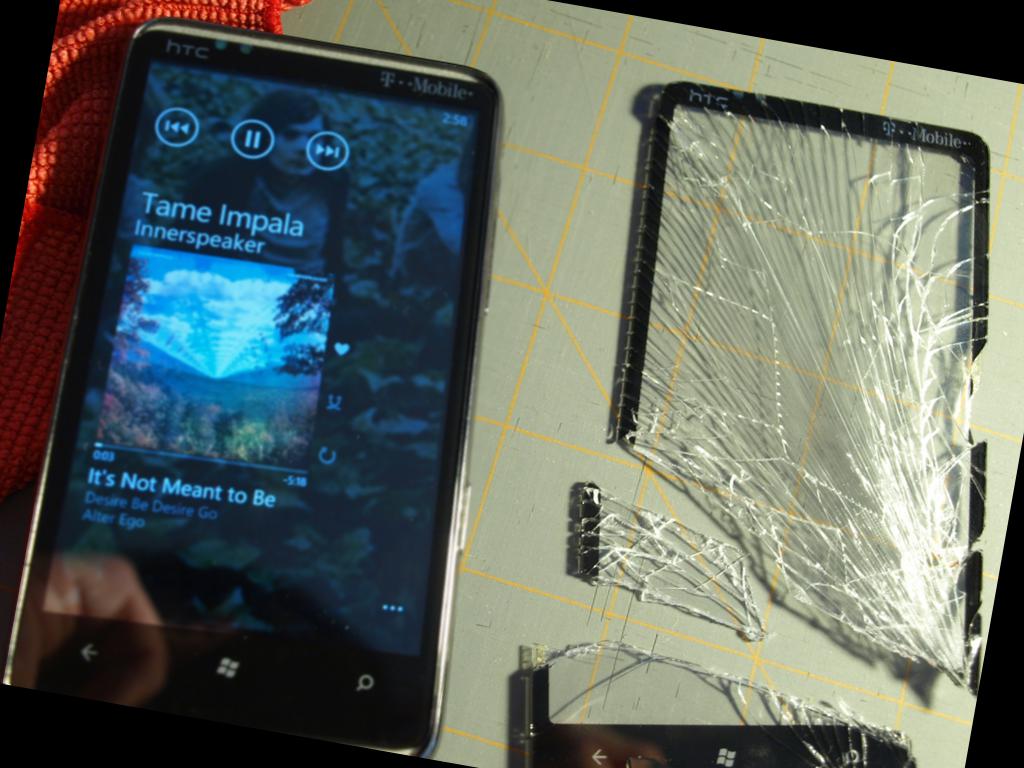 hTC
T··Mobile·
2:58
Tame Impala
Innerspeaker
0:03
-5:18
It's Not Meant to Be
Desire Be Desire Go
Alter Ego
hTC
T··Mobile·